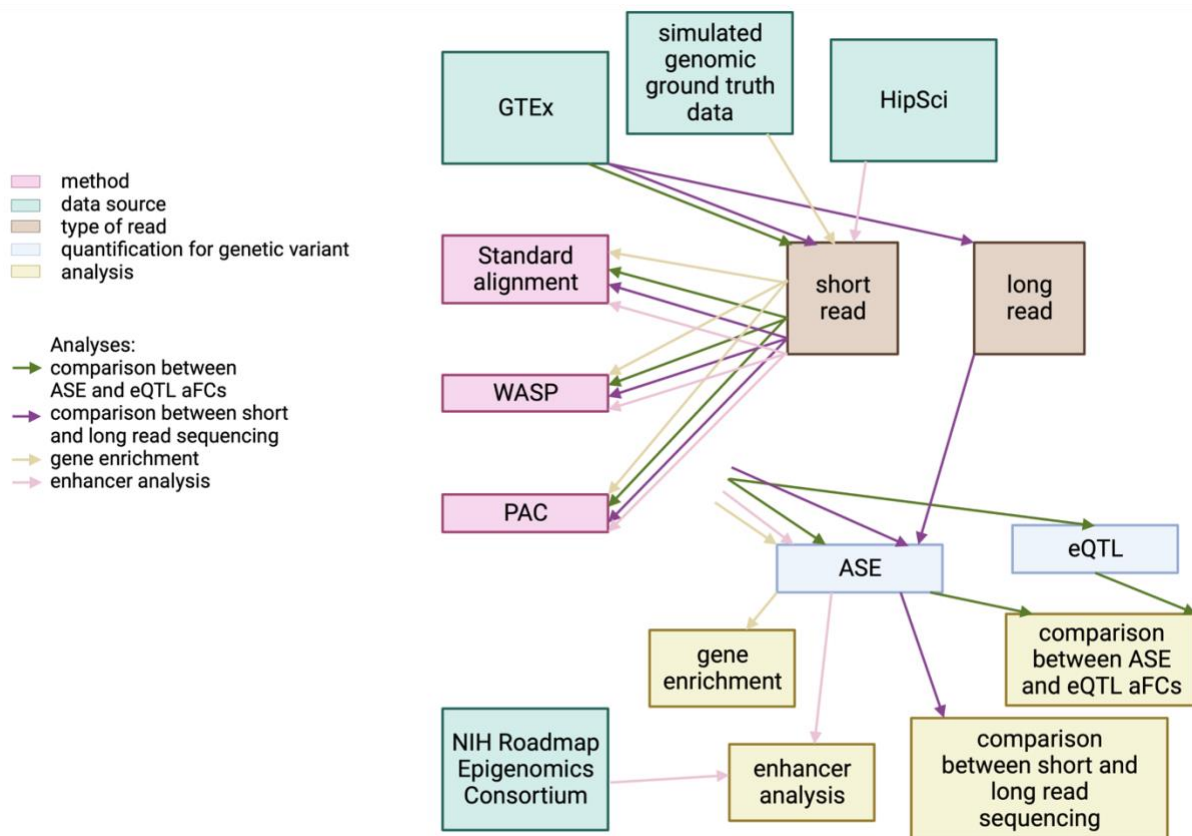 simulated
genomic
ground truth
data
GTEx
HipSci
method
data source
type of read
quantification for genetic variant
analysis
Standard
alignment
short
read
long
read
Analyses:
comparison between
ASE and eQTL aFCs
comparison between short
and long read sequencing
gene enrichment
enhancer analysis
WASP
PAC
ASE
eQTL
gene
enrichment
comparison
between ASE
and eQTL aFCs
NIH Roadmap
Epigenomics
Consortium
enhancer
analysis
comparison
between short and
long read
sequencing